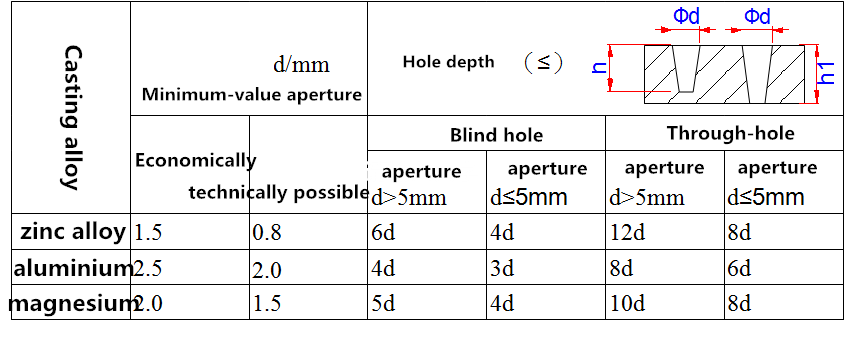 Casting alloy
d/mm
Minimum-value aperture
Hole depth （≤）
Φd Φd
h
h1
Blind hole Through-hole
Economically
technically possible
aperture aperture aperture aperture
d>5mm d≤5mm d>5mm d≤5mm
zinc alloy 1.5 0.8 6d 4d 12d 8d
aluminium 2.5 2.0 4d 3d 8d 6d
magnesium 2.0 1.5 5d 4d 10d 8d